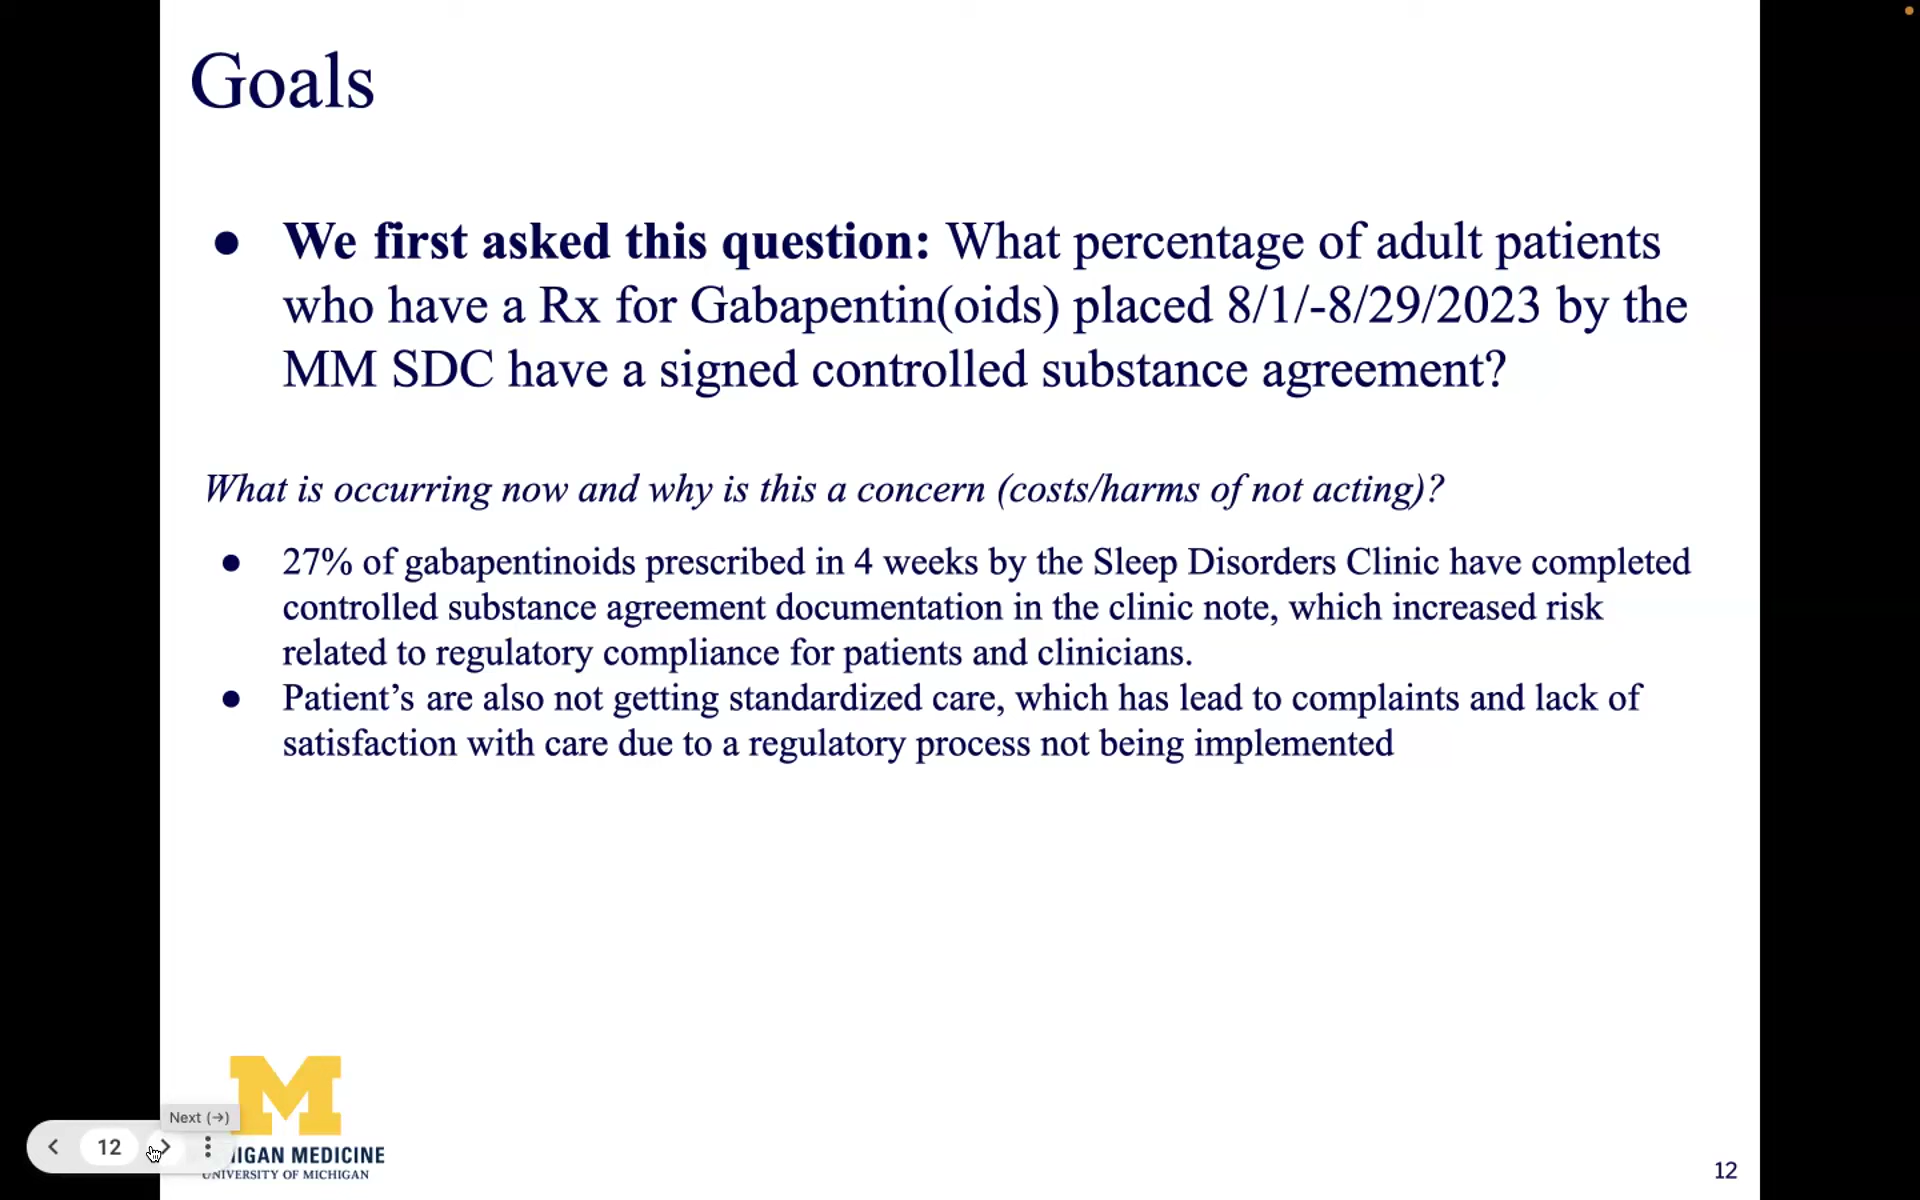 Goals
● We first asked this question: What percentage of adult patients
who have a Rx for Gabapentin(oids) placed 8/1/-8/29/2023 by the
MM SDC have a signed controlled substance agreement?
What is occurring now and why is this a concern (costs/harms of not acting)?
● 27% of gabapentinoids prescribed in 4 weeks by the Sleep Disorders Clinic have completed
controlled substance agreement documentation in the clinic note, which increased risk
related to regulatory compliance for patients and clinicians.
● Patient’s are also not getting standardized care, which has lead to complaints and lack of
satisfaction with care due to a regulatory process not being implemented
M
Next (→)
12
IGAN MEDICINE
UNIVERSITY OF MICHIGAN
12